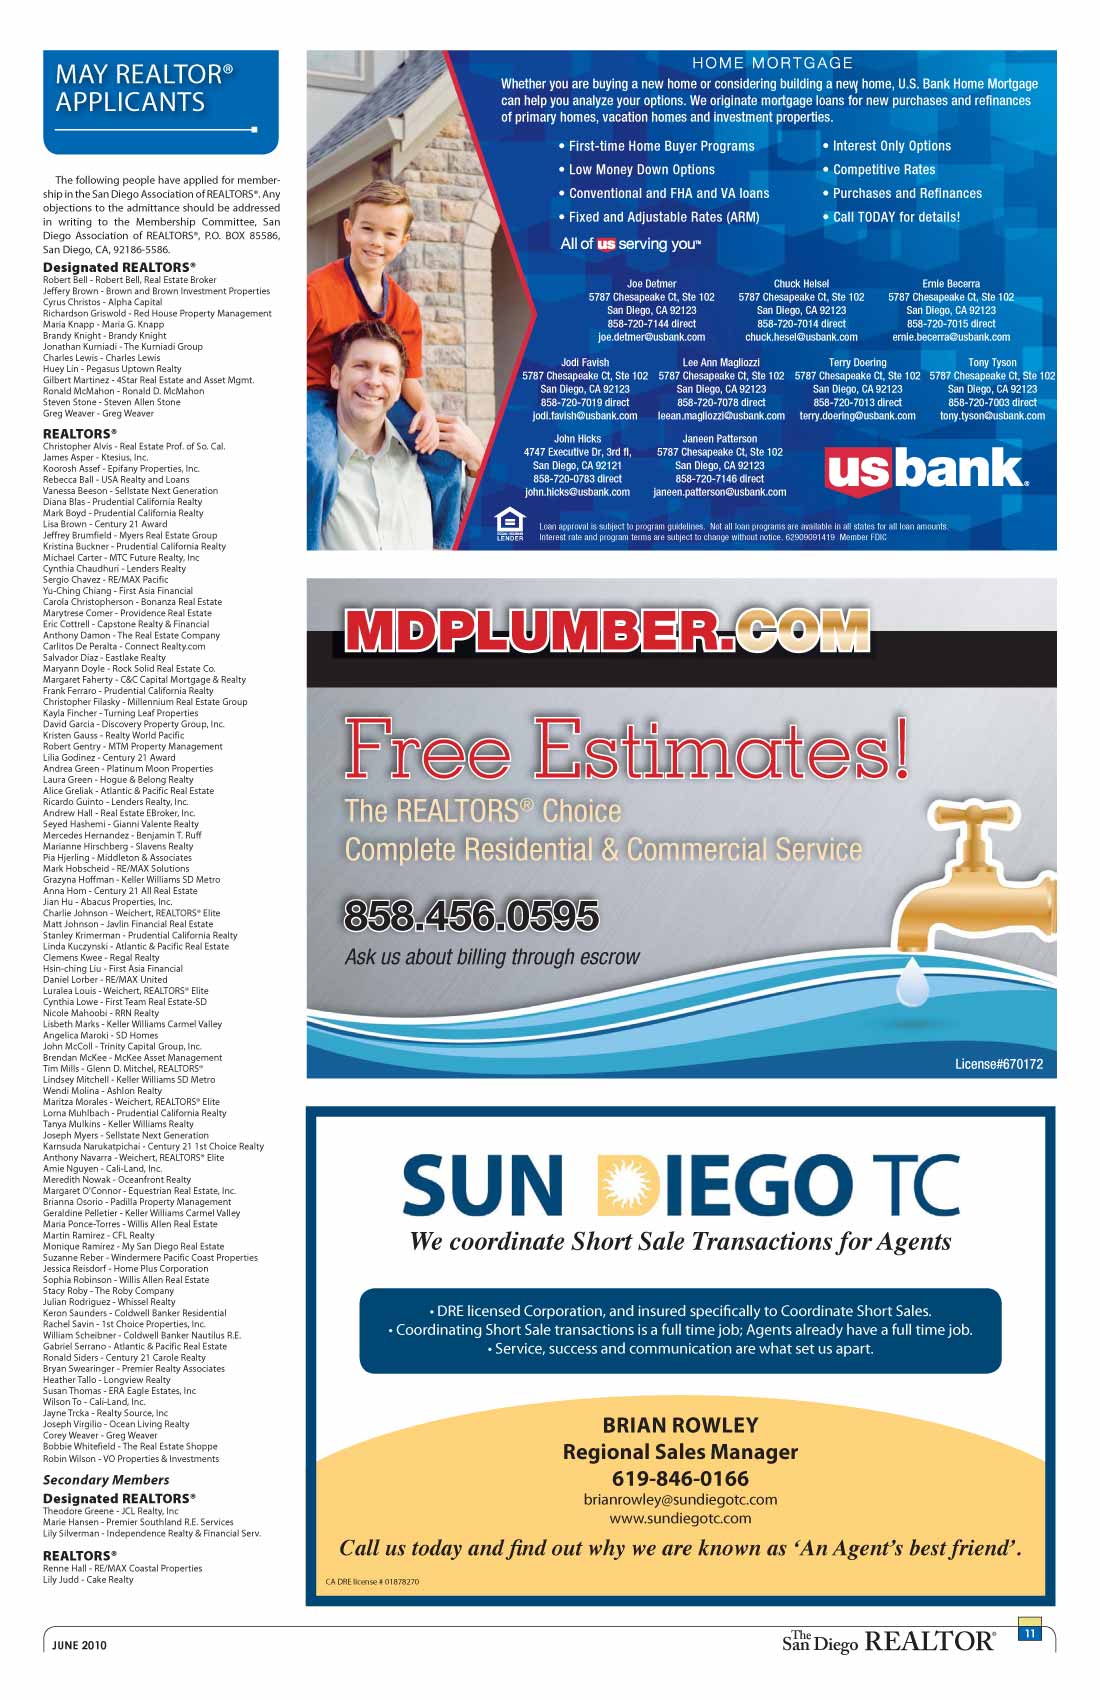 MAY REALTOR®
APPLICANTS
The following people have applied for member-
ship in the San Diego Association of REALTORS®. Any
objections to the admittance should be addressed
in writing to the Membership Committee, San
Diego Association of REALTORS®, P.O. BOX 85586,
San Diego, CA, 92186-5586.
Designated REALTORS®
Robert Bell - Robert Bell, Real Estate Broker
Jeffery Brown - Brown and Brown Investment Properties
Cyrus Christos - Alpha Capital
Richardson Griswold - Red House Property Management
Maria Knapp - Maria G. Knapp
Brandy Knight - Brandy Knight
Jonathan Kurniadi - The Kurniadi Group
Charles Lewis - Charles Lewis
Huey Lin - Pegasus Uptown Realty
Gilbert Martinez - 4Star Real Estate and Asset Mgmt.
Ronald McMahon - Ronald D. McMahon
Steven Stone - Steven Allen Stone
Greg Weaver - Greg Weaver
REALTORS®
Christopher Alvis - Real Estate Prof. of So. Cal.
James Asper - Ktesius, Inc.
Koorosh Assef - Epifany Properties, Inc.
Rebecca Ball - USA Realty and Loans
Vanessa Beeson - Sellstate Next Generation
Diana Blas - Prudential California Realty
Mark Boyd - Prudential California Realty
Lisa Brown - Century 21 Award
Jeffrey Brumfield - Myers Real Estate Group
Kristina Buckner - Prudential California Realty
Michael Carter - MTC Future Realty, Inc
Cynthia Chaudhuri - Lenders Realty
Sergio Chavez - RE/MAX Pacific
Yu-Ching Chiang - First Asia Financial
Carola Christopherson - Bonanza Real Estate
Marytrese Comer - Providence Real Estate
Eric Cottrell - Capstone Realty & Financial
Anthony Damon - The Real Estate Company
Carlitos De Peralta - Connect Realty.com
Salvador Diaz - Eastlake Realty
Maryann Doyle - Rock Solid Real Estate Co.
Margaret Faherty - C&C Capital Mortgage & Realty
Frank Ferraro - Prudential California Realty
Christopher Filasky - Millennium Real Estate Group
Kayla Fincher - Turning Leaf Properties
David Garcia - Discovery Property Group, Inc.
Kristen Gauss - Realty World Pacific
Robert Gentry - MTM Property Management
Lilia Godinez - Century 21 Award
Andrea Green - Platinum Moon Properties
Laura Green - Hogue & Belong Realty
Alice Greliak - Atlantic & Pacific Real Estate
Ricardo Guinto - Lenders Realty, Inc.
Andrew Hall - Real Estate EBroker, Inc.
Seyed Hashemi - Gianni Valente Realty
Mercedes Hernandez - Benjamin T. Ruff
Marianne Hirschberg - Slavens Realty
Pia Hjerling - Middleton & Associates
Mark Hobscheid - RE/MAX Solutions
Grazyna Hoffman - Keller Williams SD Metro
Anna Hom - Century 21 All Real Estate
Jian Hu - Abacus Properties, Inc.
Charlie Johnson - Weichert, REALTORS® Elite
Matt Johnson - Javlin Financial Real Estate
Stanley Krimerman - Prudential California Realty
Linda Kuczynski - Atlantic & Pacific Real Estate
Clemens Kwee - Regal Realty
Hsin-ching Liu - First Asia Financial
Daniel Lorber - RE/MAX United
Luralea Louis - Weichert, REALTORS® Elite
Cynthia Lowe - First Team Real Estate-SD
Nicole Mahoobi - RRN Realty
Lisbeth Marks - Keller Williams Carmel Valley
Angelica Maroki - SD Homes
John McColl - Trinity Capital Group, Inc.
Brendan McKee - McKee Asset Management
Tim Mills - Glenn D. Mitchel, REALTORS®
Lindsey Mitchell - Keller Williams SD Metro
Wendi Molina - Ashlon Realty
Maritza Morales - Weichert, REALTORS® Elite
Lorna Muhlbach - Prudential California Realty
Tanya Mulkins - Keller Williams Realty
Joseph Myers - Sellstate Next Generation
Karnsuda Narukatpichai - Century 21 1st Choice Realty
Anthony Navarra - Weichert, REALTORS® Elite
Amie Nguyen - Cali-Land, Inc.
Meredith Nowak - Oceanfront Realty
Margaret O'Connor - Equestrian Real Estate, Inc.
Brianna Osorio - Padilla Property Management
Geraldine Pelletier - Keller Williams Carmel Valley
Maria Ponce-Torres - Willis Allen Real Estate
Martin Ramirez - CFL Realty
Monique Ramirez - My San Diego Real Estate
Suzanne Reber - Windermere Pacific Coast Properties
Jessica Reisdorf - Home Plus Corporation
Sophia Robinson - Willis Allen Real Estate
Stacy Roby - The Roby Company
Julian Rodriguez - Whissel Realty
Keron Saunders - Coldwell Banker Residential
Rachel Savin - 1st Choice Properties, Inc.
William Scheibner - Coldwell Banker Nautilus R.E.
Gabriel Serrano - Atlantic & Pacific Real Estate
Ronald Siders - Century 21 Carole Realty
Bryan Swearinger - Premier Realty Associates
Heather Tallo - Longview Realty
Susan Thomas - ERA Eagle Estates, Inc
Wilson To - Cali-Land, Inc.
Jayne Trcka - Realty Source, Inc
Joseph Virgilio - Ocean Living Realty
Corey Weaver - Greg Weaver
Bobbie Whitefield - The Real Estate Shoppe
Robin Wilson - VO Properties & Investments
Secondary Members
Designated REALTORS®
Theodore Greene - JCL Realty, Inc
Marie Hansen - Premier Southland R.E. Services
Lily Silverman - Independence Realty & Financial Serv.
REALTORS®
Renne Hall - RE/MAX Coastal Properties
Lily Judd - Cake Realty
HOME MORTGAGE
Whether you are buying a new home or considering building a new home, U.S. Bank Home Mortgage
can help you analyze your options. We originate mortgage loans for new purchases and refinances
of primary homes, vacation homes and investment properties.
• First-time Home Buyer Programs
• Low Money Down Options
• Conventional and FHA and VA loans
• Fixed and Adjustable Rates (ARM)
• Interest Only Options
• Competitive Rates
• Purchases and Refinances
• Call TODAY for details!
All of us serving you™
Joe Detmer
5787 Chesapeake Ct, Ste 102
San Diego, CA 92123
858-720-7144 direct
joe.detmer@usbank.com
Chuck Helsel
5787 Chesapeake Ct, Ste 102
San Diego, CA 92123
858-720-7014 direct
chuck.hesel@usbank.com
Ernie Becerra
5787 Chesapeake Ct, Ste 102
San Diego, CA 92123
858-720-7015 direct
ernie.becerra@usbank.com
Jodi Favish
5787 Chesapeake Ct, Ste 102
San Diego, CA 92123
858-720-7019 direct
jodi.favish@usbank.com
Lee Ann Magliozzi
5787 Chesapeake Ct, Ste 102
San Diego, CA 92123
858-720-7078 direct
leean.magliozzi@usbank.com
Terry Doering
5787 Chesapeake Ct, Ste 102
San Diego, CA 92123
858-720-7013 direct
terry.doering@usbank.com
Tony Tyson
5787 Chesapeake Ct, Ste 102
San Diego, CA 92123
858-720-7003 direct
tony.tyson@usbank.com
John Hicks
4747 Executive Dr, 3rd fl,
San Diego, CA 92121
858-720-0783 direct
john.hicks@usbank.com
Janeen Patterson
5787 Chesapeake Ct, Ste 102
San Diego, CA 92123
858-720-7146 direct
janeen.patterson@usbank.com
usbank®
LENDER
Loan approval is subject to program guidelines. Not all loan programs are available in all states for all loan amounts.
Interest rate and program terms are subject to change without notice. 62909091419 Member FDIC
MDPLUMBER.COM
Free Estimates!
The REALTORS® Choice
Complete Residential & Commercial Service
858.456.0595
Ask us about billing through escrow
License#670172
SUN DIEGO TC
We coordinate Short Sale Transactions for Agents
• DRE licensed Corporation, and insured specifically to Coordinate Short Sales.
• Coordinating Short Sale transactions is a full time job; Agents already have a full time job.
• Service, success and communication are what set us apart.
BRIAN ROWLEY
Regional Sales Manager
619-846-0166
brianrowley@sundiegotc.com
www.sundiegotc.com
Call us today and find out why we are known as ‘An Agent’s best friend’.
CA DRE license # 01878270
JUNE 2010
The San Diego REALTOR®
11